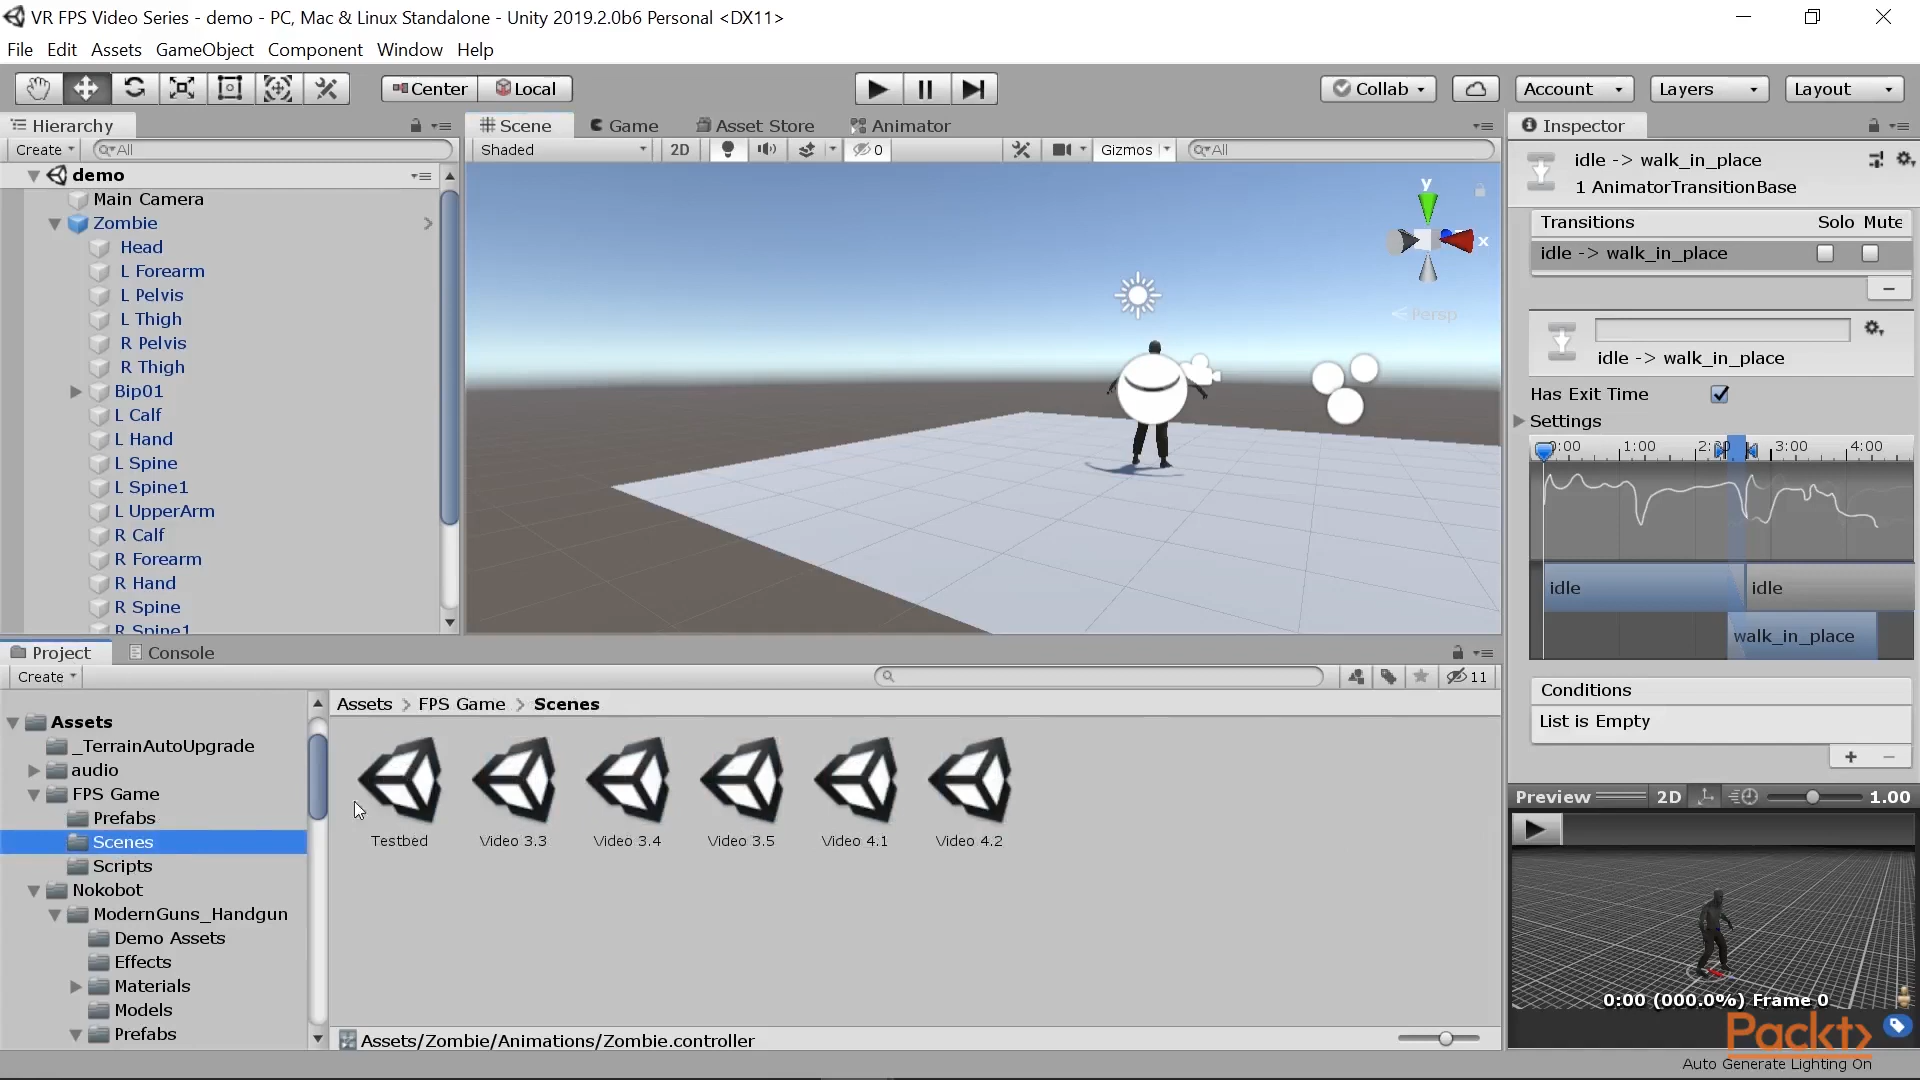 VR FPS Video Series - demo - PC, Mac & Linux Standalone - Unity 2019.2.0b6 Personal <DX11>
File Edit Assets GameObject Component Window Help
Center Local Collab Account Layers Layout
Hierarchy Scene Game Asset Store Animator Inspector
Create All Shaded 2D 0 Gizmos All
demo
Main Camera
Zombie
Head
L Forearm
L Pelvis
L Thigh
R Pelvis
R Thigh
Bip01
L Calf
L Hand
L Spine
L Spine1
L UpperArm
R Calf
R Forearm
R Hand
R Spine
R Spine1
y
x
Persp
idle -> walk_in_place
1 AnimatorTransitionBase
Transitions Solo Mute
idle -> walk_in_place
idle -> walk_in_place
Has Exit Time
Settings
0:00 1:00 3:00 4:00
idle idle
walk_in_place
Conditions
List is Empty
Preview 2D 1.00
0:00 (000.0%) Frame 0
Packt>
Auto Generate Lighting On
Project Console
Create 11
Assets
_TerrainAutoUpgrade
audio
FPS Game
Prefabs
Scenes
Scripts
Nokobot
ModernGuns_Handgun
Demo Assets
Effects
Materials
Models
Prefabs
Assets > FPS Game > Scenes
Testbed Video 3.3 Video 3.4 Video 3.5 Video 4.1 Video 4.2
Assets/Zombie/Animations/Zombie.controller